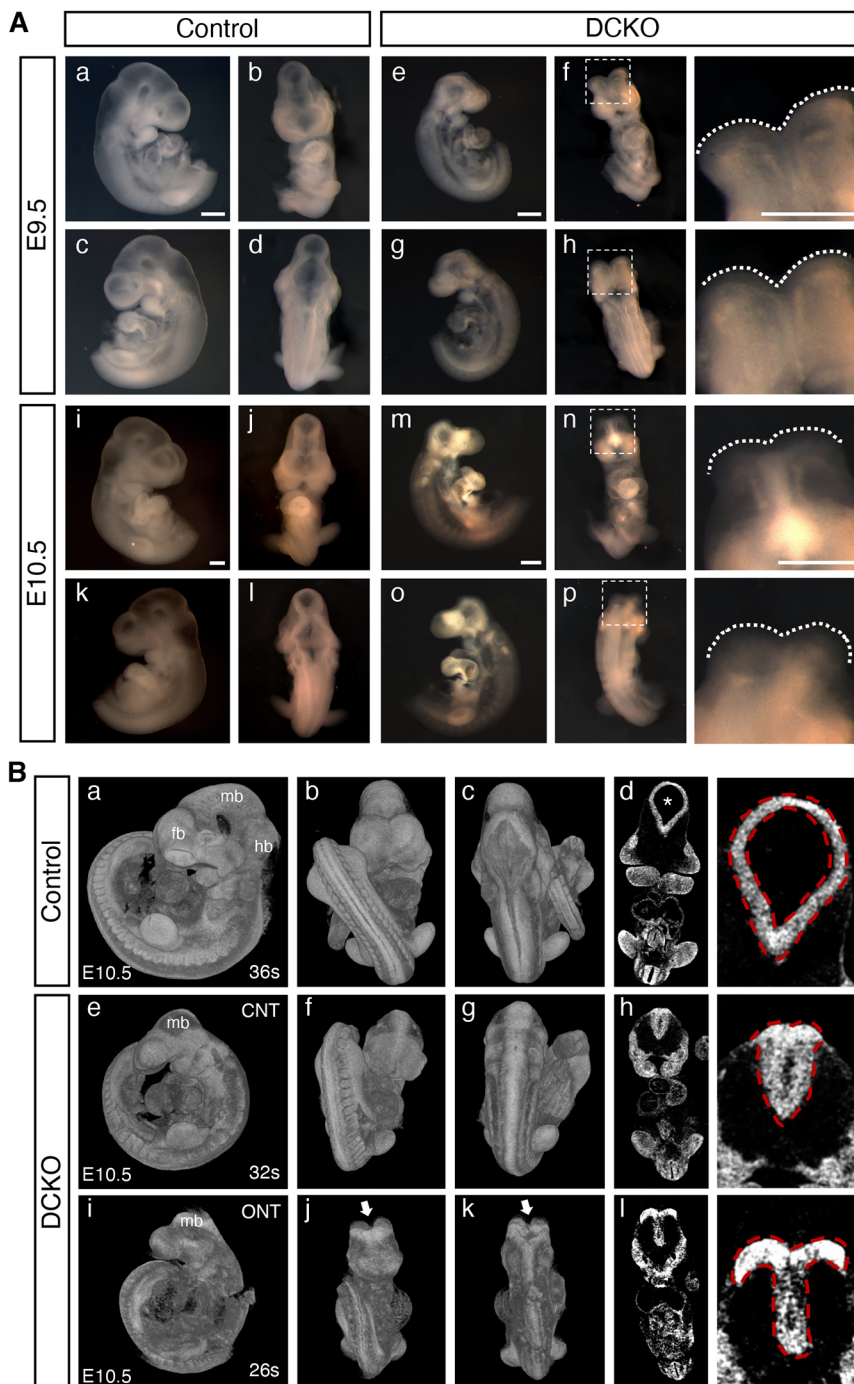 A
Control
DCKO
E9.5
a
b
e
f
c
d
g
h
E10.5
i
j
m
n
k
l
o
p
B
Control
a
mb
fb
hb
E10.5
36s
b
c
d
*
DCKO
e
CNT
mb
E10.5
32s
f
g
h
i
ONT
mb
E10.5
26s
j
k
l